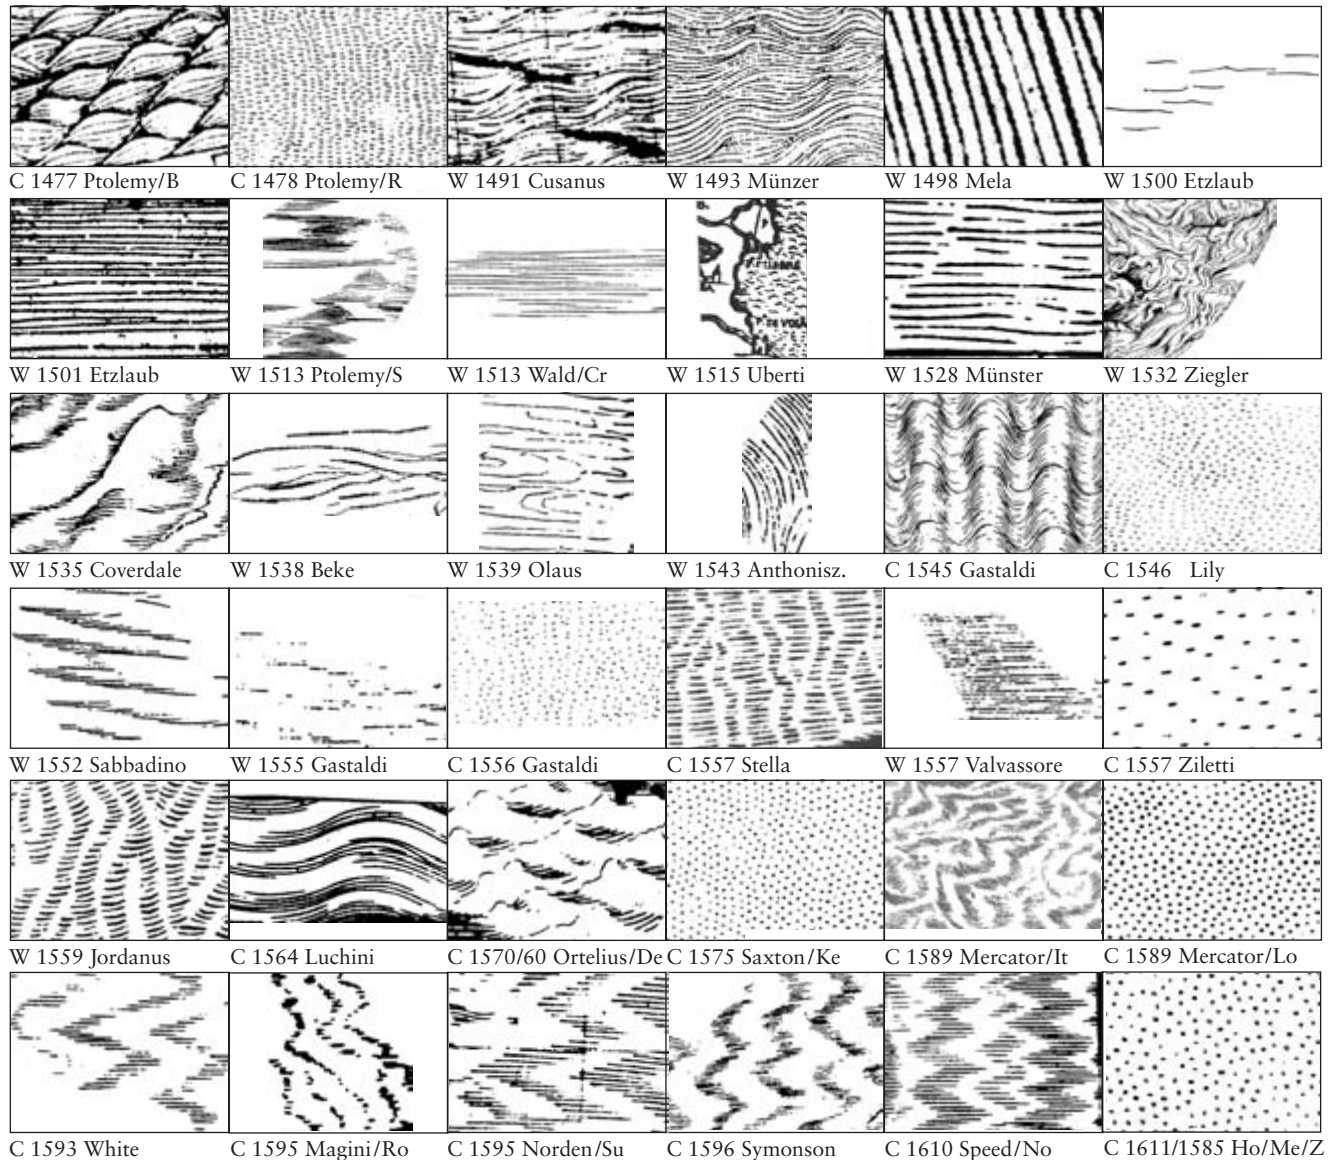 C 1477 Ptolemy/B C 1478 Ptolemy/R W 1491 Cusanus W 1493 Münzer W 1498 Mela W 1500 Etzlaub
W 1501 Etzlaub W 1513 Ptolemy/S W 1513 Wald/Cr W 1515 Uberti W 1528 Münster W 1532 Ziegler
W 1535 Coverdale W 1538 Beke W 1539 Olaus W 1543 Anthonisz. C 1545 Gastaldi C 1546 Lily
W 1552 Sabbadino W 1555 Gastaldi C 1556 Gastaldi C 1557 Stella W 1557 Valvassore C 1557 Ziletti
W 1559 Jordanus C 1564 Luchini C 1570/60 Ortelius/De C 1575 Saxton/Ke C 1589 Mercator/It C 1589 Mercator/Lo
C 1593 White C 1595 Magini/Ro C 1595 Norden/Su C 1596 Symonson C 1610 Speed/No C 1611/1585 Ho/Me/Z